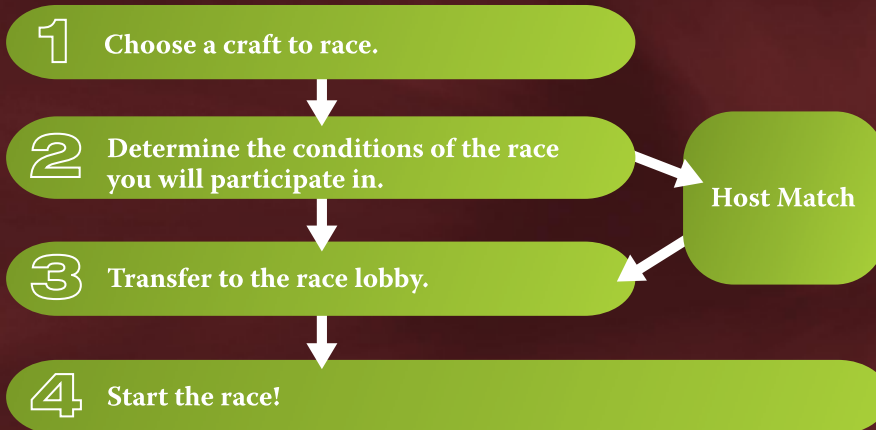 1 Choose a craft to race.
2 Determine the conditions of the race
you will participate in.
Host Match
3 Transfer to the race lobby.
4 Start the race!